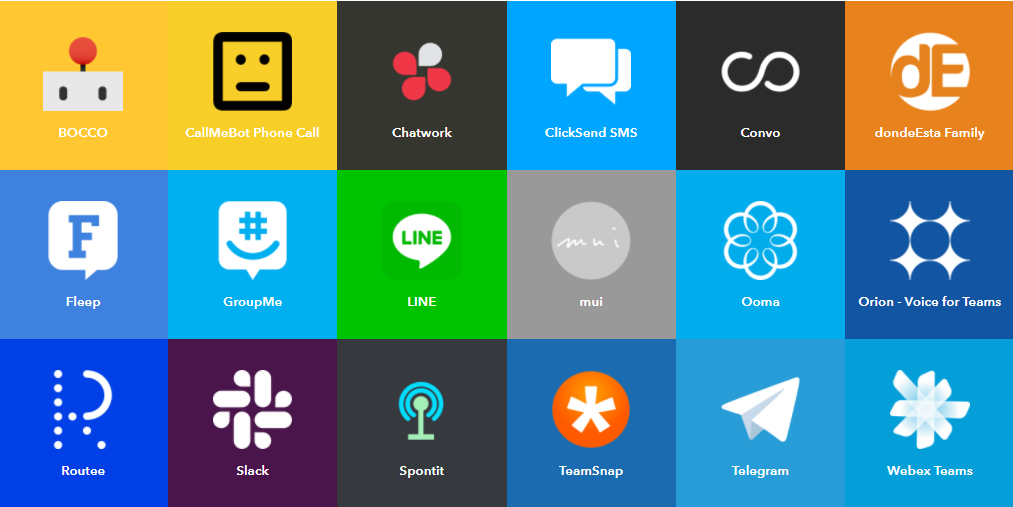 BOCCO
CallMeBot Phone Call
Chatwork
ClickSend SMS
Convo
dE
dondeEsta Family
F
Fleep
#
GroupMe
LINE
LINE
mui
mui
Ooma
Orion - Voice for Teams
R
Routee
Slack
Spontit
*
TeamSnap
Telegram
Webex Teams